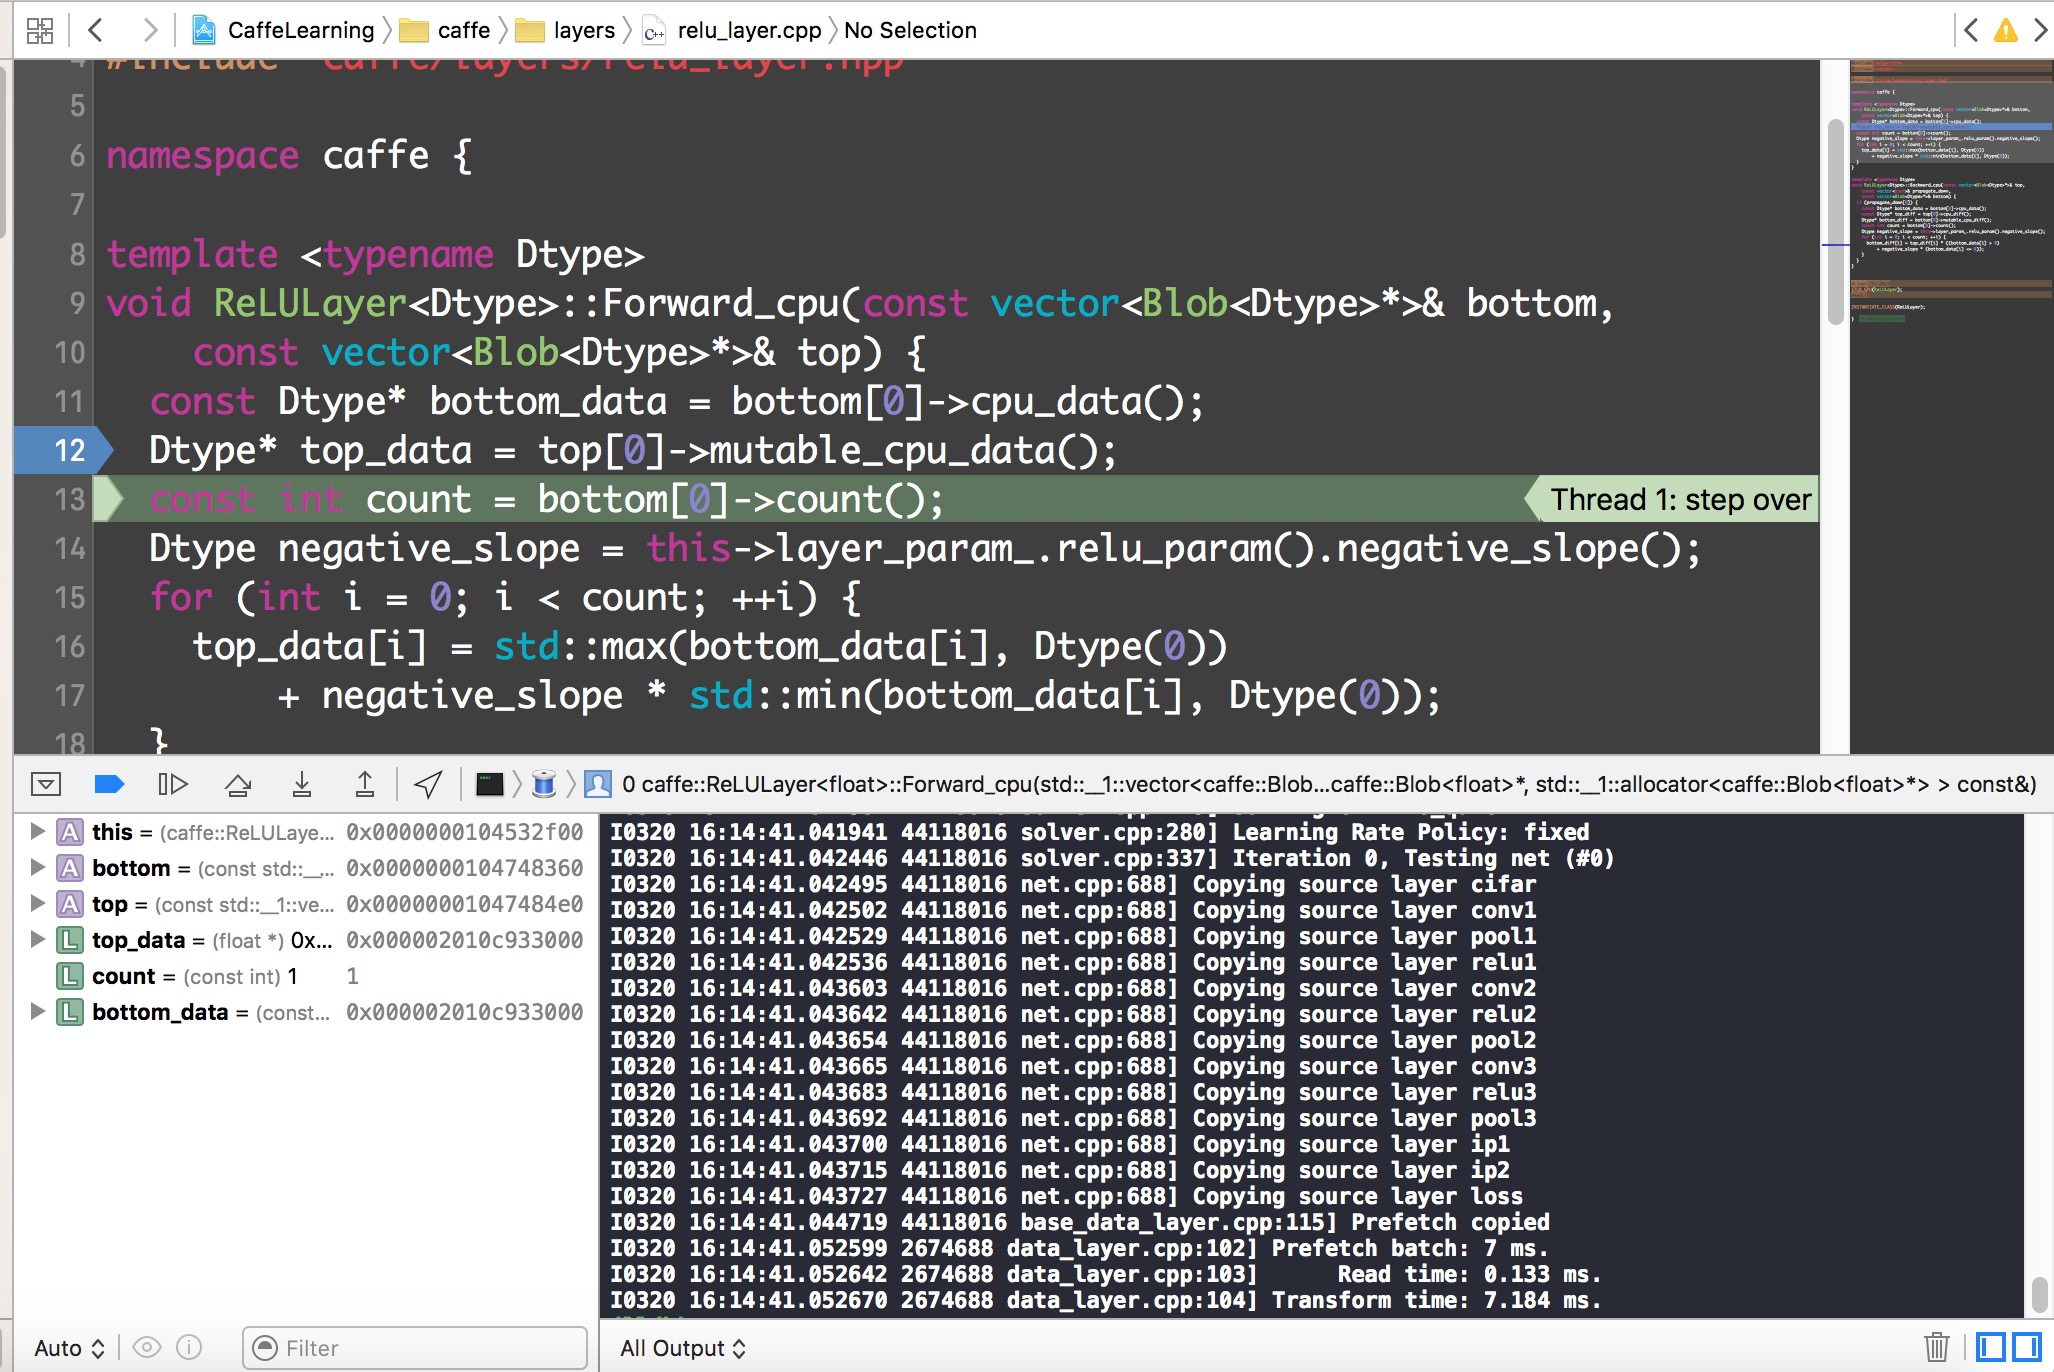 CaffeLearning caffe layers relu_layer.cpp No Selection
4 #include "caffe/layers/relu_layer.hpp"
5
6 namespace caffe {
7
8 template <typename Dtype>
9 void ReLULayer<Dtype>::Forward_cpu(const vector<Blob<Dtype>*>& bottom,
10 const vector<Blob<Dtype>*>& top) {
11 const Dtype* bottom_data = bottom[0]->cpu_data();
12 Dtype* top_data = top[0]->mutable_cpu_data();
13 const int count = bottom[0]->count(); Thread 1: step over
14 Dtype negative_slope = this->layer_param_.relu_param().negative_slope();
15 for (int i = 0; i < count; ++i) {
16 top_data[i] = std::max(bottom_data[i], Dtype(0))
17 + negative_slope * std::min(bottom_data[i], Dtype(0));
18 }
0 caffe::ReLULayer<float>::Forward_cpu(std::__1::vector<caffe::Blob...caffe::Blob<float>*, std::__1::allocator<caffe::Blob<float>*> > const&)
A this = (caffe::ReLULaye... 0x0000000104532f00
A bottom = (const std::__... 0x0000000104748360
A top = (const std::__1::ve... 0x00000001047484e0
L top_data = (float *) 0x... 0x000002010c933000
L count = (const int) 1 1
L bottom_data = (const... 0x000002010c933000
I0320 16:14:41.041941 44118016 solver.cpp:280] Learning Rate Policy: fixed
I0320 16:14:41.042446 44118016 solver.cpp:337] Iteration 0, Testing net (#0)
I0320 16:14:41.042495 44118016 net.cpp:688] Copying source layer cifar
I0320 16:14:41.042502 44118016 net.cpp:688] Copying source layer conv1
I0320 16:14:41.042529 44118016 net.cpp:688] Copying source layer pool1
I0320 16:14:41.042536 44118016 net.cpp:688] Copying source layer relu1
I0320 16:14:41.043603 44118016 net.cpp:688] Copying source layer conv2
I0320 16:14:41.043642 44118016 net.cpp:688] Copying source layer relu2
I0320 16:14:41.043654 44118016 net.cpp:688] Copying source layer pool2
I0320 16:14:41.043665 44118016 net.cpp:688] Copying source layer conv3
I0320 16:14:41.043683 44118016 net.cpp:688] Copying source layer relu3
I0320 16:14:41.043692 44118016 net.cpp:688] Copying source layer pool3
I0320 16:14:41.043700 44118016 net.cpp:688] Copying source layer ip1
I0320 16:14:41.043715 44118016 net.cpp:688] Copying source layer ip2
I0320 16:14:41.043727 44118016 net.cpp:688] Copying source layer loss
I0320 16:14:41.044719 44118016 base_data_layer.cpp:115] Prefetch copied
I0320 16:14:41.052599 2674688 data_layer.cpp:102] Prefetch batch: 7 ms.
I0320 16:14:41.052642 2674688 data_layer.cpp:103] Read time: 0.133 ms.
I0320 16:14:41.052670 2674688 data_layer.cpp:104] Transform time: 7.184 ms.
Auto Filter All Output